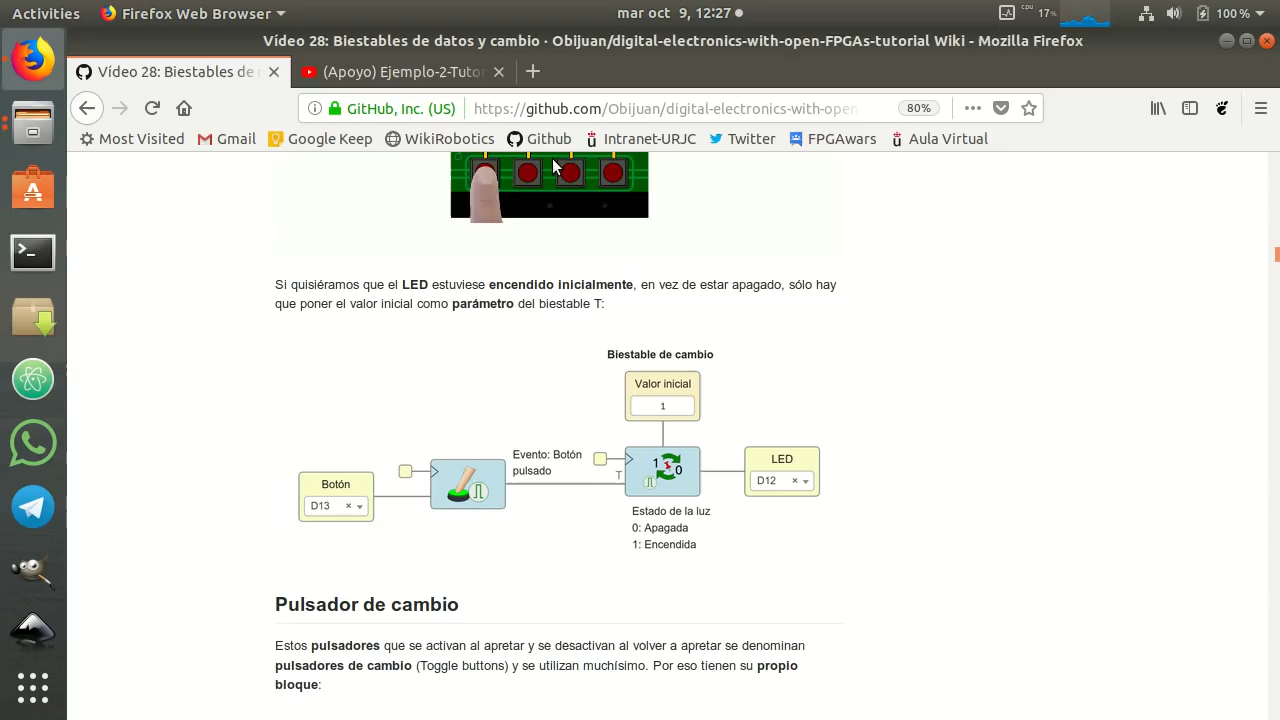 Activities
Firefox Web Browser
mar oct 9, 12:27
17%
100 %
Vídeo 28: Biestables de datos y cambio · Obijuan/digital-electronics-with-open-FPGAs-tutorial Wiki - Mozilla Firefox
Vídeo 28: Biestables de
(Apoyo) Ejemplo-2-Tutor
GitHub, Inc. (US)
https://github.com/Obijuan/digital-electronics-with-open-
80%
Most Visited
Gmail
Google Keep
WikiRobotics
Github
Intranet-URJC
Twitter
FPGAwars
Aula Virtual
Si quisiéramos que el LED estuviese encendido inicialmente, en vez de estar apagado, sólo hay
que poner el valor inicial como parámetro del biestable T:
Biestable de cambio
Valor inicial
1
Evento: Botón
pulsado
T
1
0
Botón
D13
LED
D12
Estado de la luz
0: Apagada
1: Encendida
Pulsador de cambio
Estos pulsadores que se activan al apretar y se desactivan al volver a apretar se denominan
pulsadores de cambio (Toggle buttons) y se utilizan muchísimo. Por eso tienen su propio
bloque: